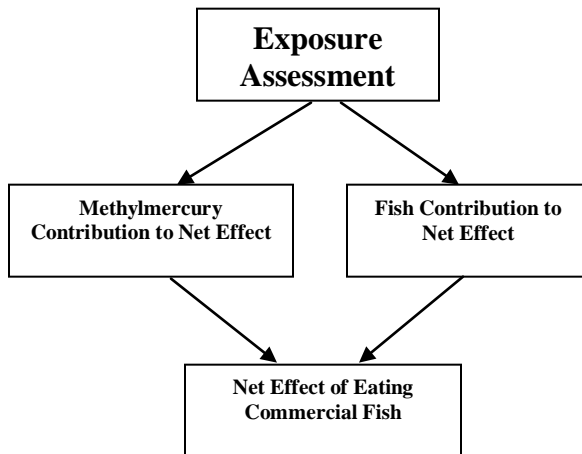 Exposure
Assessment
Methylmercury
Contribution to Net Effect
Fish Contribution to
Net Effect
Net Effect of Eating
Commercial Fish